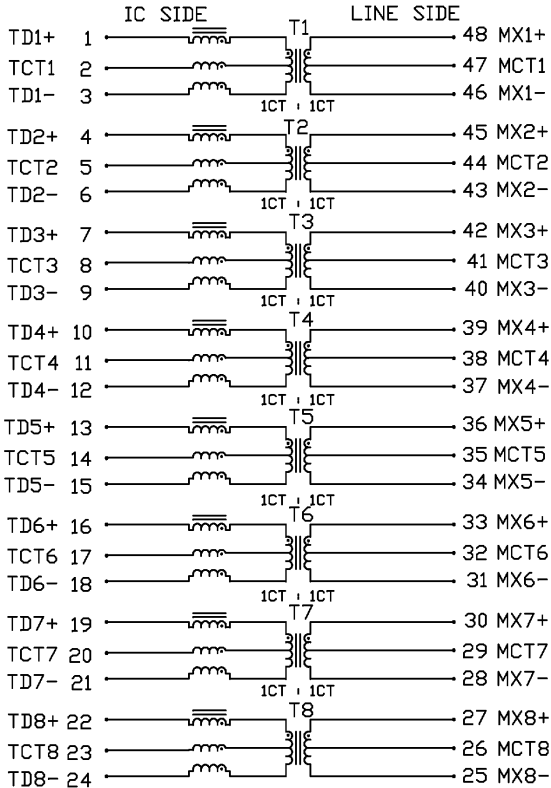 IC SIDE LINE SIDE
T1
TD1+ 1 48 MX1+
TCT1 2 47 MCT1
TD1- 3 46 MX1-
1CT : 1CT
T2
TD2+ 4 45 MX2+
TCT2 5 44 MCT2
TD2- 6 43 MX2-
1CT : 1CT
T3
TD3+ 7 42 MX3+
TCT3 8 41 MCT3
TD3- 9 40 MX3-
1CT : 1CT
T4
TD4+ 10 39 MX4+
TCT4 11 38 MCT4
TD4- 12 37 MX4-
1CT : 1CT
T5
TD5+ 13 36 MX5+
TCT5 14 35 MCT5
TD5- 15 34 MX5-
1CT : 1CT
T6
TD6+ 16 33 MX6+
TCT6 17 32 MCT6
TD6- 18 31 MX6-
1CT : 1CT
T7
TD7+ 19 30 MX7+
TCT7 20 29 MCT7
TD7- 21 28 MX7-
1CT : 1CT
T8
TD8+ 22 27 MX8+
TCT8 23 26 MCT8
TD8- 24 25 MX8-